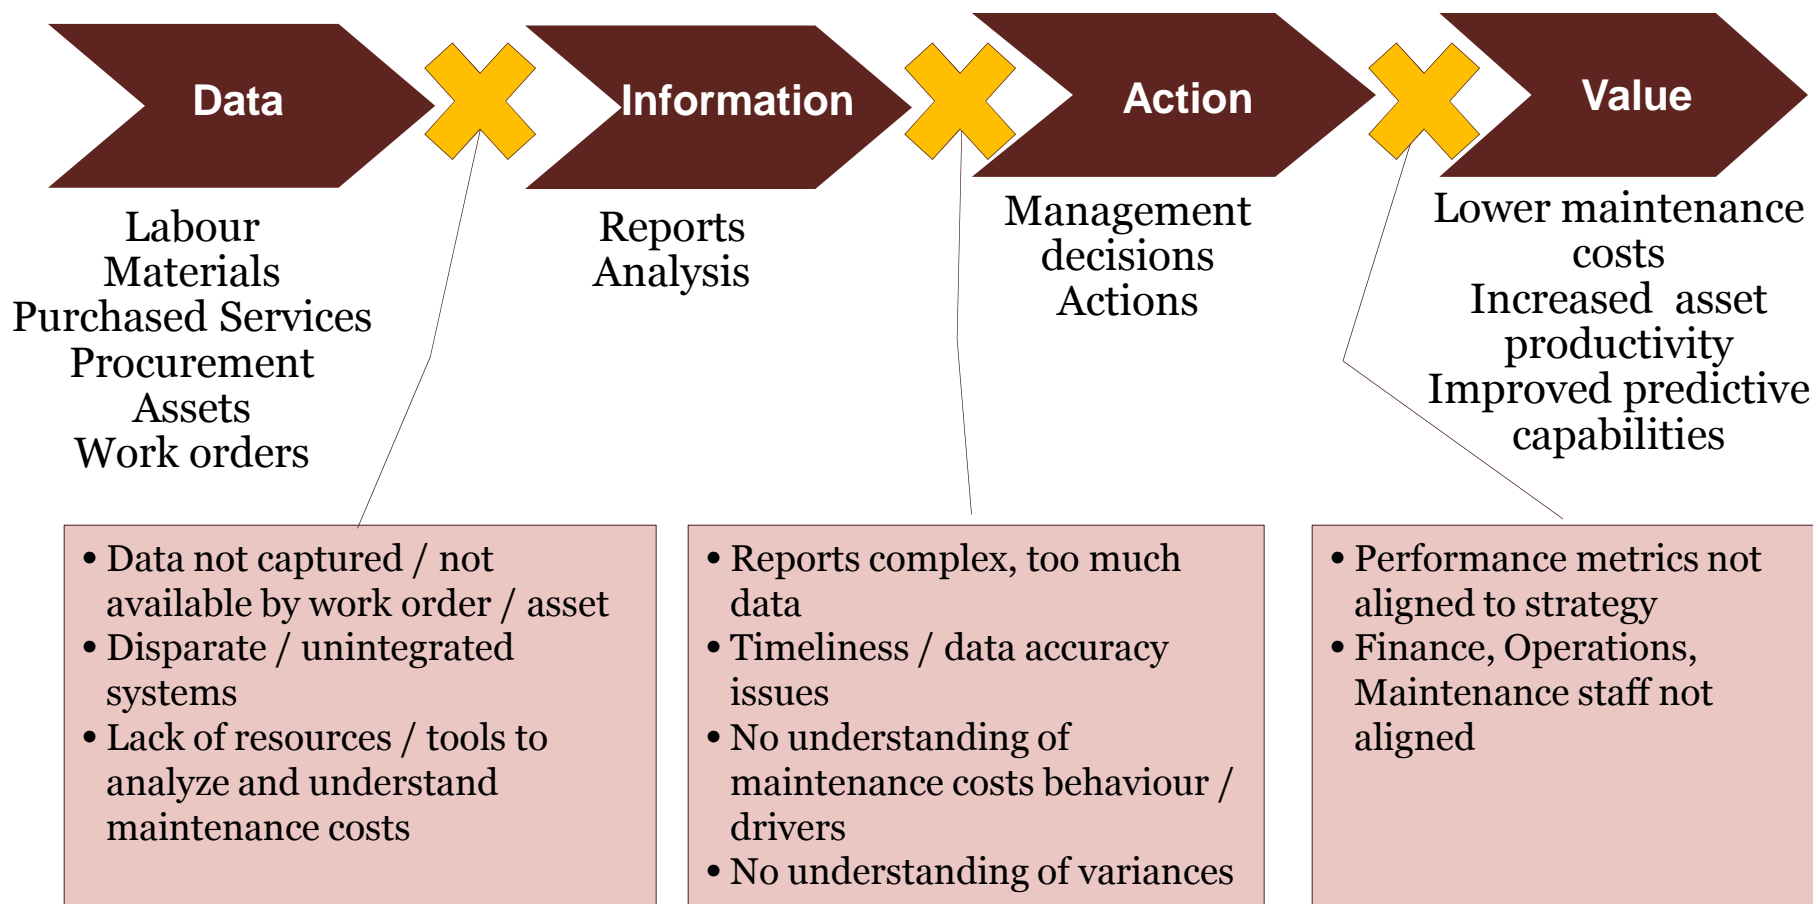 Data
Information
Action
Value
Labour
Materials
Purchased Services
Procurement
Assets
Work orders
Reports
Analysis
Management
decisions
Actions
Lower maintenance
costs
Increased  asset
productivity
Improved predictive
capabilities
• Data not captured / not
available by work order / asset
• Disparate / unintegrated
systems
• Lack of resources / tools to
analyze and understand
maintenance costs
• Reports complex, too much
data
• Timeliness / data accuracy
issues
• No understanding of
maintenance costs behaviour /
drivers
• No understanding of variances
• Performance metrics not
aligned to strategy
• Finance, Operations,
Maintenance staff not
aligned